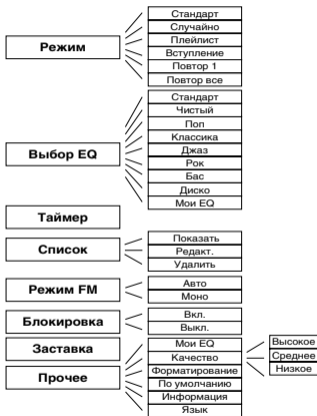 Режим
Стандарт
Случайно
Плейлист
Вступление
Повтор 1
Повтор все
Выбор EQ
Стандарт
Чистый
Поп
Классика
Джаз
Рок
Бас
Диско
Мои EQ
Таймер
Список
Показать
Редакт.
Удалить
Режим FM
Авто
Моно
Блокировка
Вкл.
Выкл.
Заставка
Прочее
Мои EQ
Качество
Форматирование
По умолчанию
Информация
Язык
Высокое
Среднее
Низкое